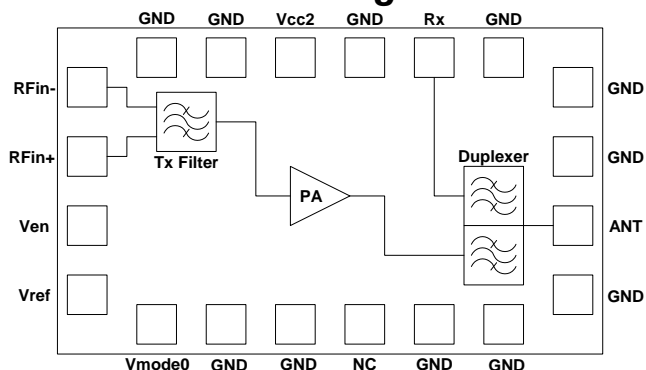 GND GND Vcc2 GND Rx GND
RFin-
GND
RFin+
Tx Filter
Duplexer
GND
PA
Ven
ANT
Vref
GND
Vmode0 GND GND NC GND GND